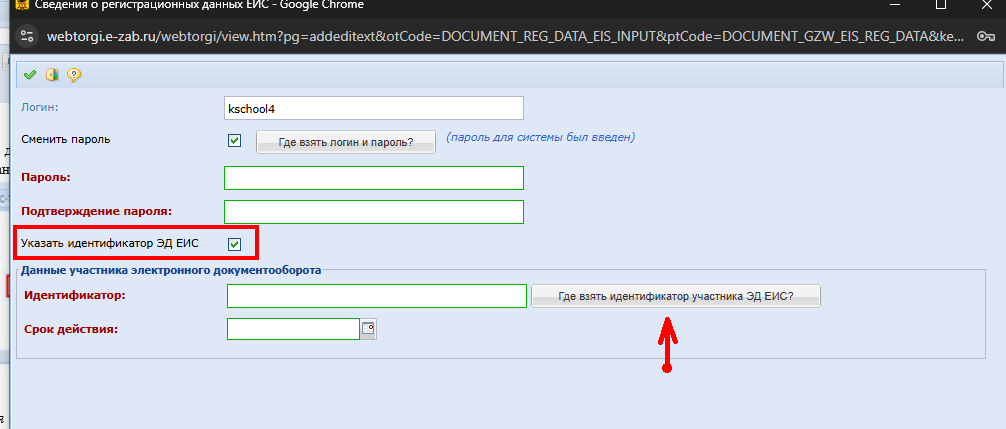 Сведения о регистрационных данных ЕИС - Google Chrome
webtorgi.e-zab.ru/webtorgi/view.htm?pg=addeditext&otCode=DOCUMENT_REG_DATA_EIS_INPUT&ptCode=DOCUMENT_GZW_EIS_REG_DATA&ke...
Логин: kschool4
Сменить пароль Где взять логин и пароль? (пароль для системы был введен)
Пароль:
Подтверждение пароля:
Указать идентификатор ЭД ЕИС
Данные участника электронного документооборота
Идентификатор: Где взять идентификатор участника ЭД ЕИС?
Срок действия: